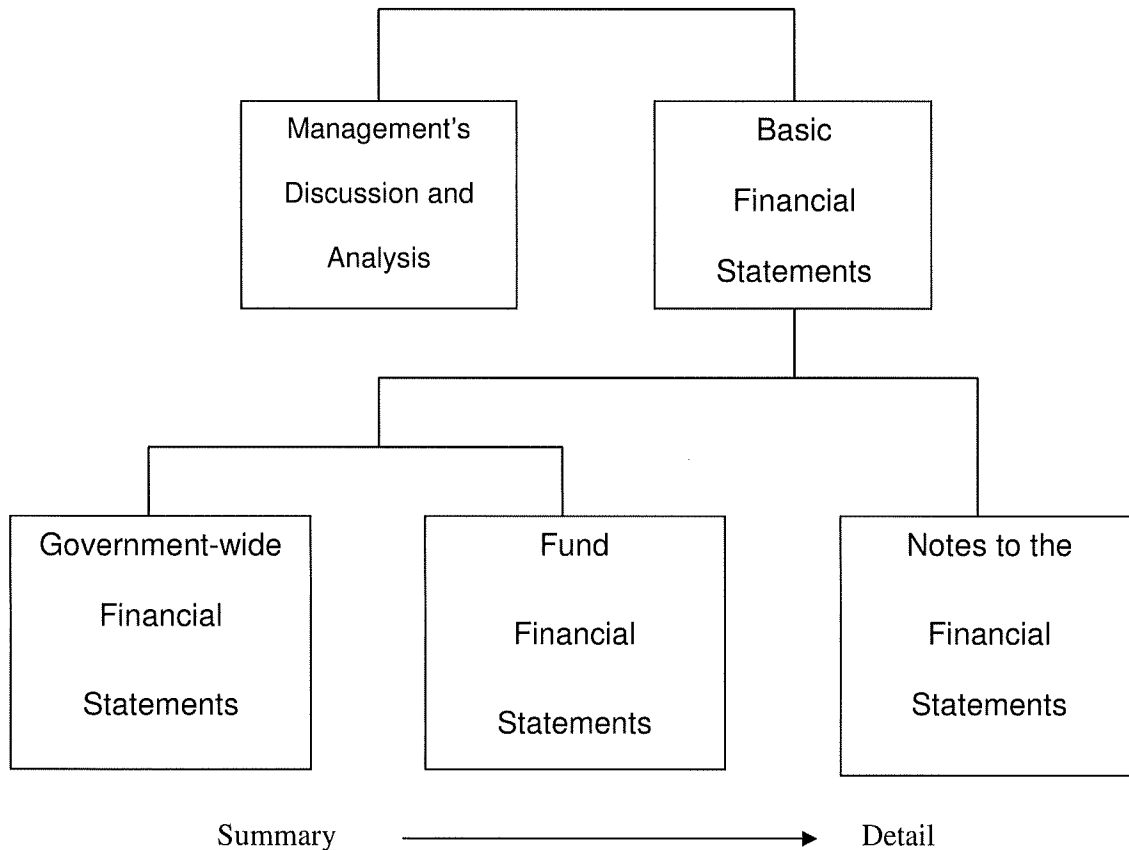 Management's
Discussion and
Analysis
Basic
Financial
Statements
Government-wide
Financial
Statements
Fund
Financial
Statements
Notes to the
Financial
Statements
Summary
Detail